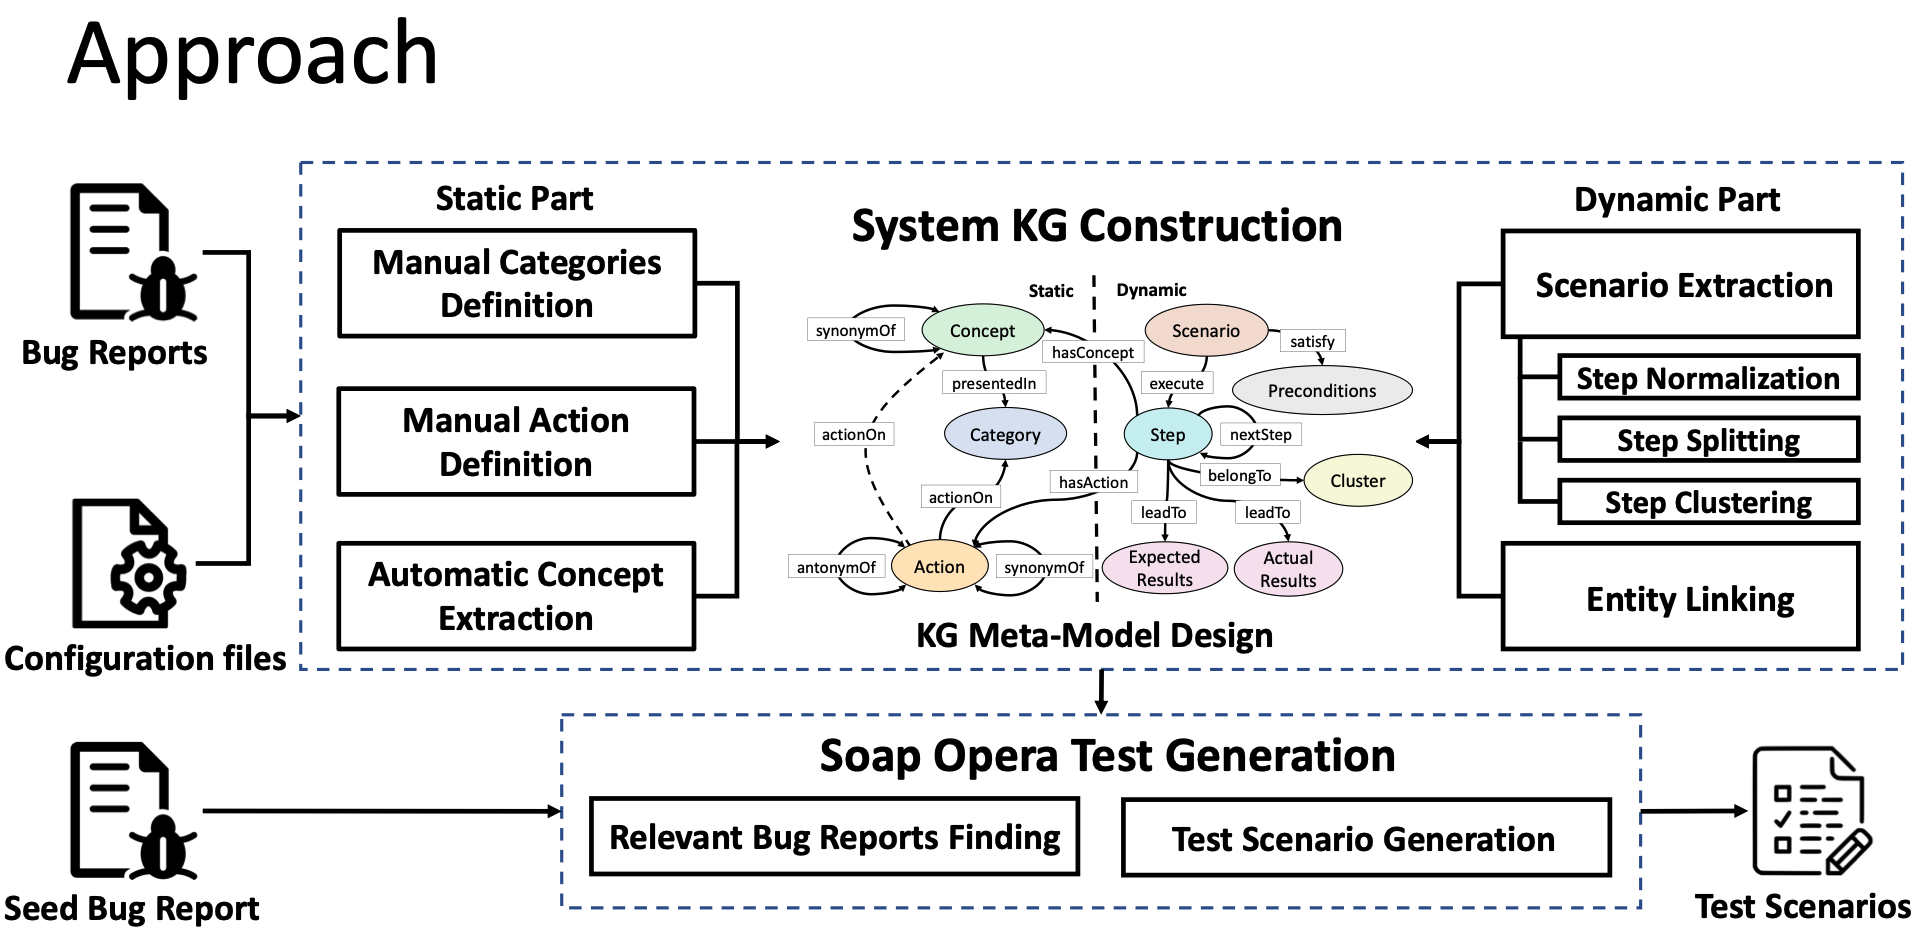 Approach
Bug Reports
Configuration files
Static Part
Manual Categories
Definition
Manual Action
Definition
Automatic Concept
Extraction
System KG Construction
Static
Dynamic
synonymOf
Concept
Scenario
satisfy
hasConcept
presentedIn
execute
Preconditions
actionOn
Category
Step
nextStep
belongTo
Cluster
hasAction
actionOn
leadTo
leadTo
antonymOf
Action
synonymOf
Expected
Results
Actual
Results
KG Meta-Model Design
Dynamic Part
Scenario Extraction
Step Normalization
Step Splitting
Step Clustering
Entity Linking
Seed Bug Report
Soap Opera Test Generation
Relevant Bug Reports Finding
Test Scenario Generation
Test Scenarios